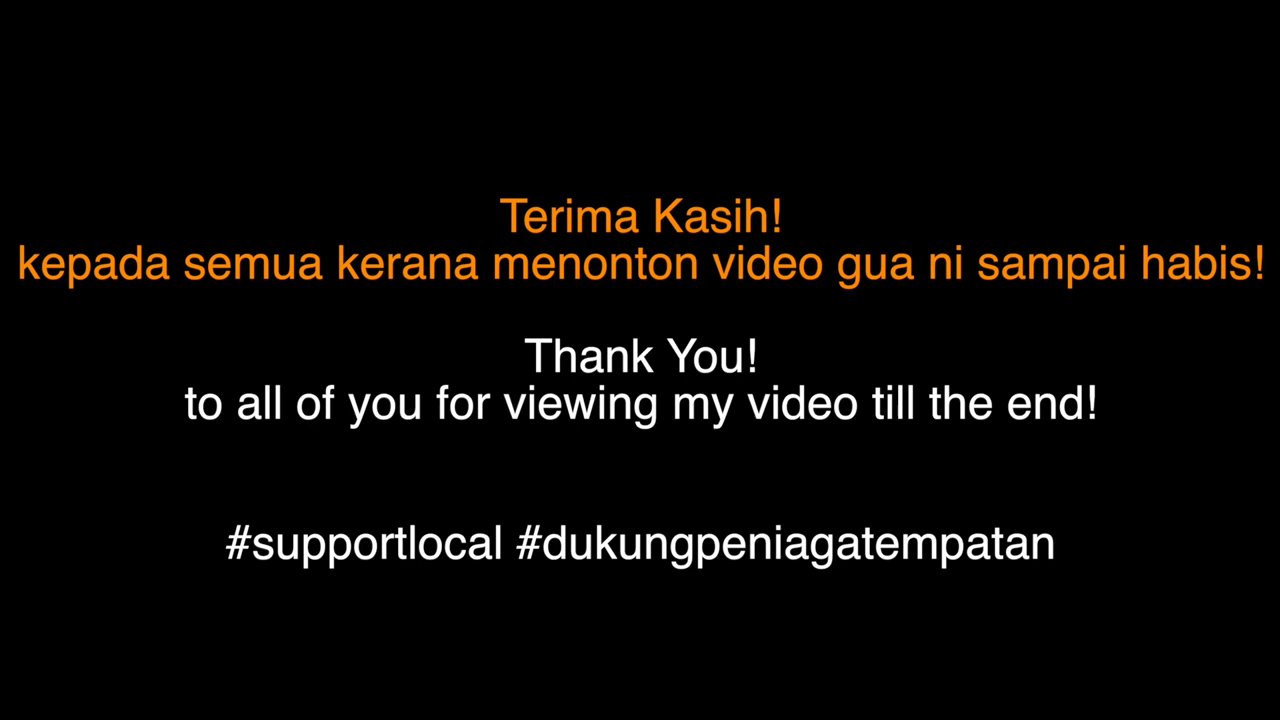 Terima Kasih!
kepada semua kerana menonton video gua ni sampai habis!
Thank You!
to all of you for viewing my video till the end!
#supportlocal #dukungpeniagatempatan